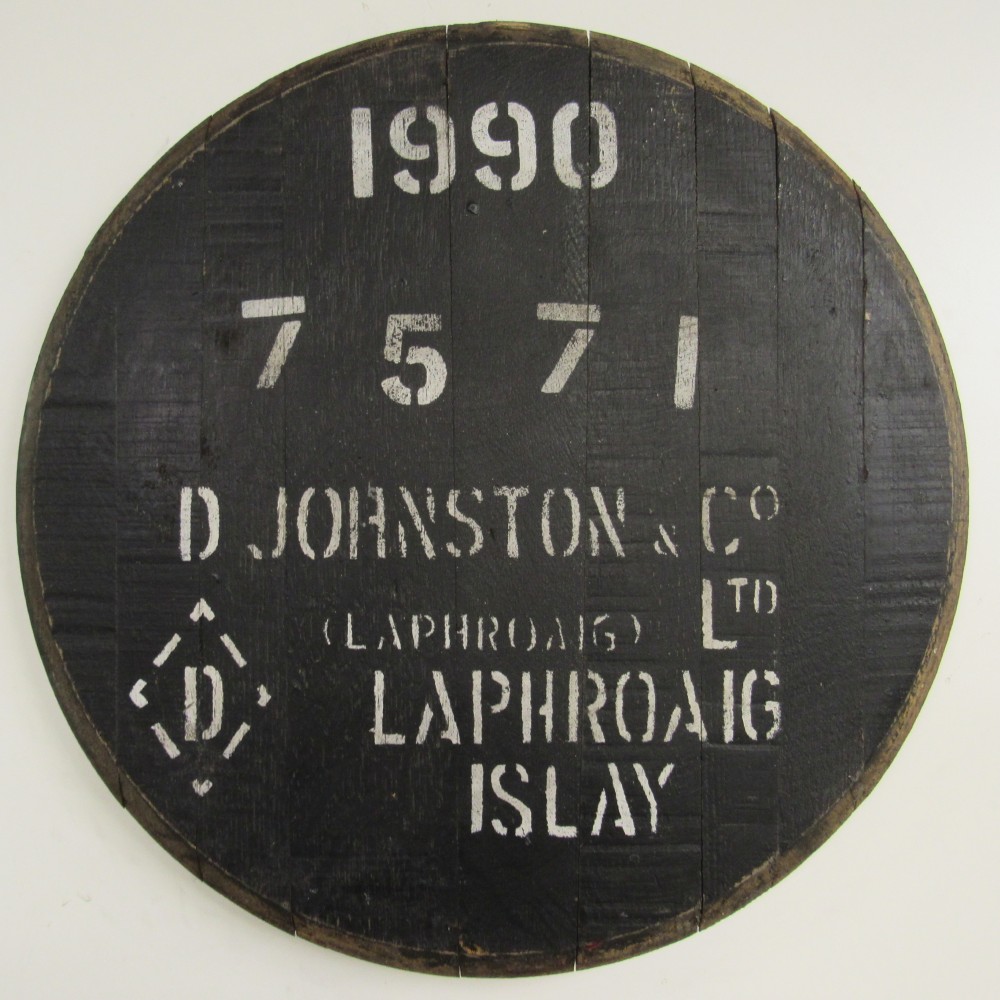 1990
7571
D JOHNSTON & Co
LTD
(LAPHROAIG)
D
LAPHROAIG
ISLAY